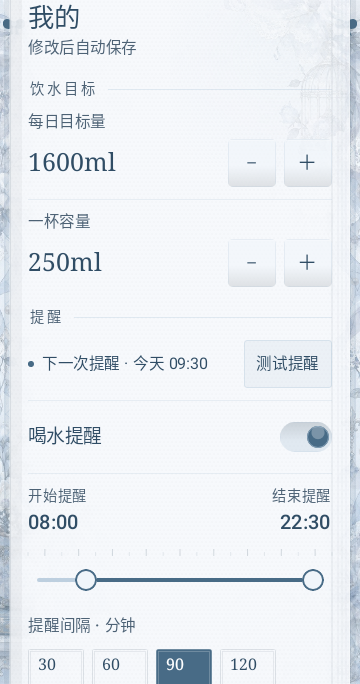 我的
修改后自动保存
饮水目标
每日目标量
1600ml
−
+
一杯容量
250ml
−
+
提醒
下一次提醒 · 今天 09:30
测试提醒
喝水提醒
开始提醒
结束提醒
08:00
22:30
提醒间隔 · 分钟
30
60
90
120